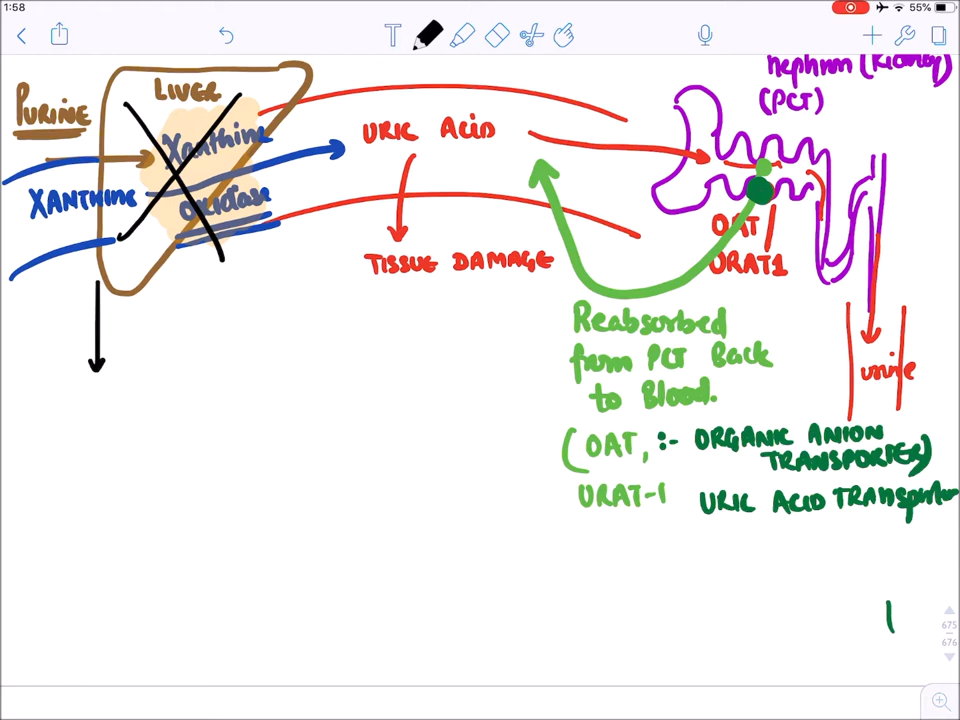 1:58
55%
T
nephron (kidney)
(PCT)
LIVER
PURINE
Xanthine
oxidase
XANTHINE
URIC ACID
TISSUE DAMAGE
OAT
URAT1
Reabsorbed
from PCT Back
to Blood.
urine
(OAT, :- ORGANIC ANION
TRANSPORTER)
URAT-1 URIC ACID TRANSporter
675
676